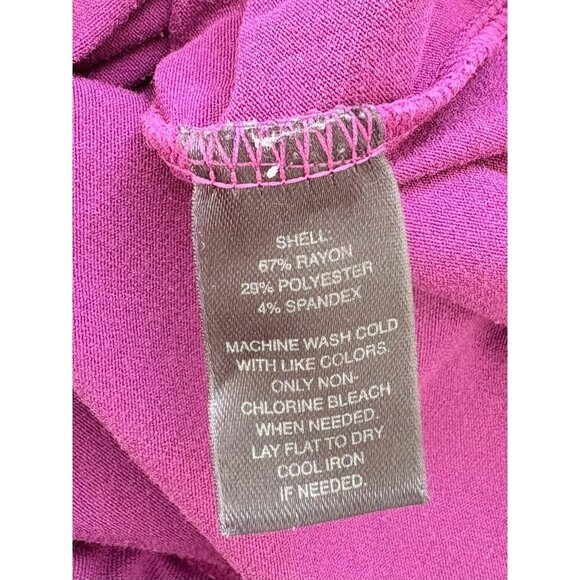 SHELL:
67% RAYON
29% POLYESTER
4% SPANDEX
MACHINE WASH COLD
WITH LIKE COLORS.
ONLY NON-
CHLORINE BLEACH
WHEN NEEDED.
LAY FLAT TO DRY
COOL IRON
IF NEEDED.